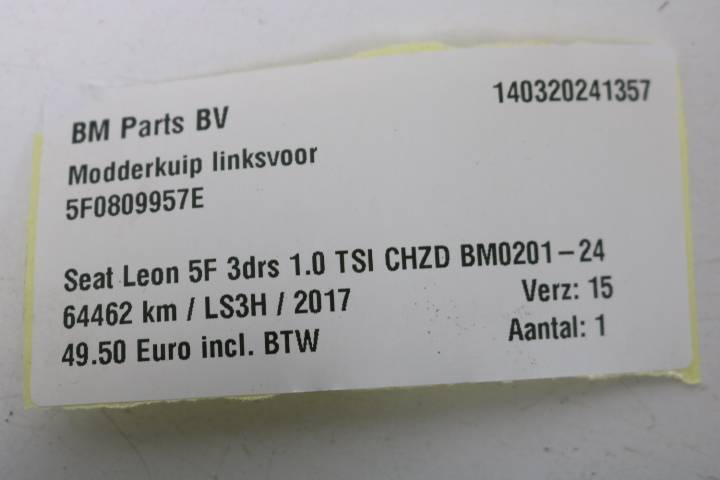 BM Parts BV 140320241357
Modderkuip linksvoor
5F0809957E
Seat Leon 5F 3drs 1.0 TSI CHZD BM0201-24
64462 km / LS3H / 2017 Verz: 15
49.50 Euro incl. BTW Aantal: 1